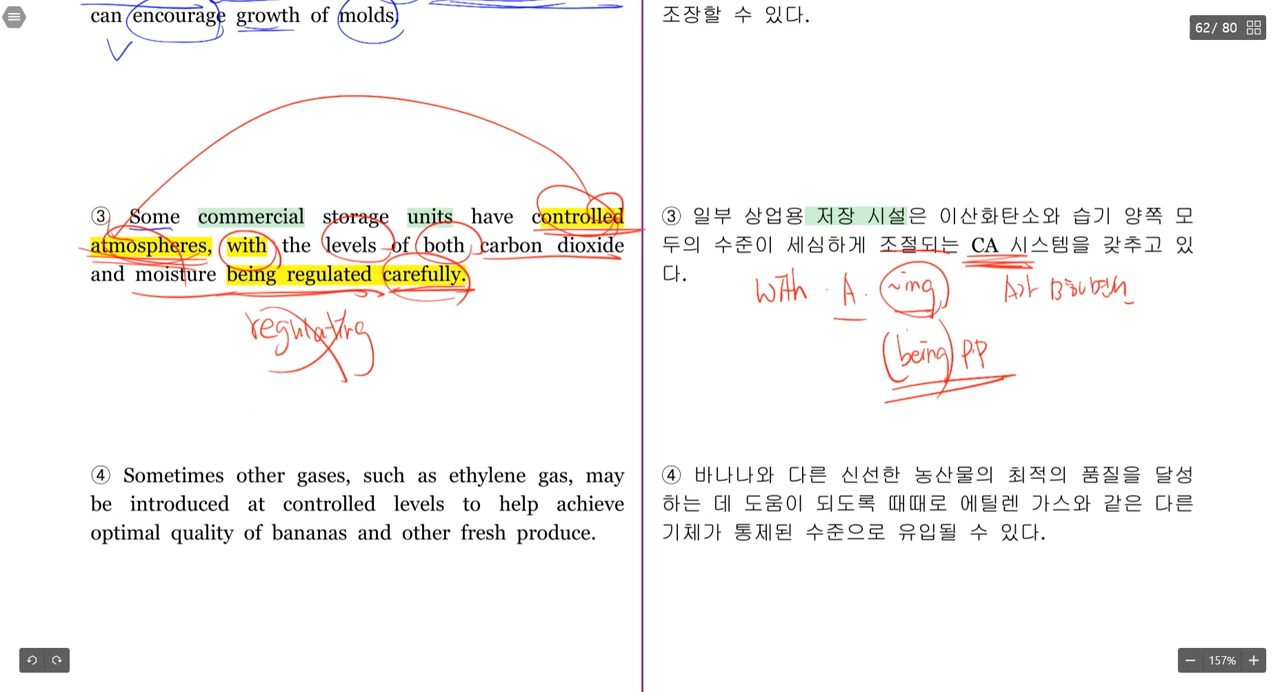 can encourage growth of molds.
조장할 수 있다.
62/ 80
③ Some commercial storage units have controlled
atmospheres, with the levels of both carbon dioxide
and moisture being regulated carefully.
regulating
③ 일부 상업용 저장 시설은 이산화탄소와 습기 양쪽 모
두의 수준이 세심하게 조절되는 CA 시스템을 갖추고 있
다.
with . A . ~ing
(being) P.P
④ Sometimes other gases, such as ethylene gas, may
be introduced at controlled levels to help achieve
optimal quality of bananas and other fresh produce.
④ 바나나와 다른 신선한 농산물의 최적의 품질을 달성
하는 데 도움이 되도록 때때로 에틸렌 가스와 같은 다른
기체가 통제된 수준으로 유입될 수 있다.
157%